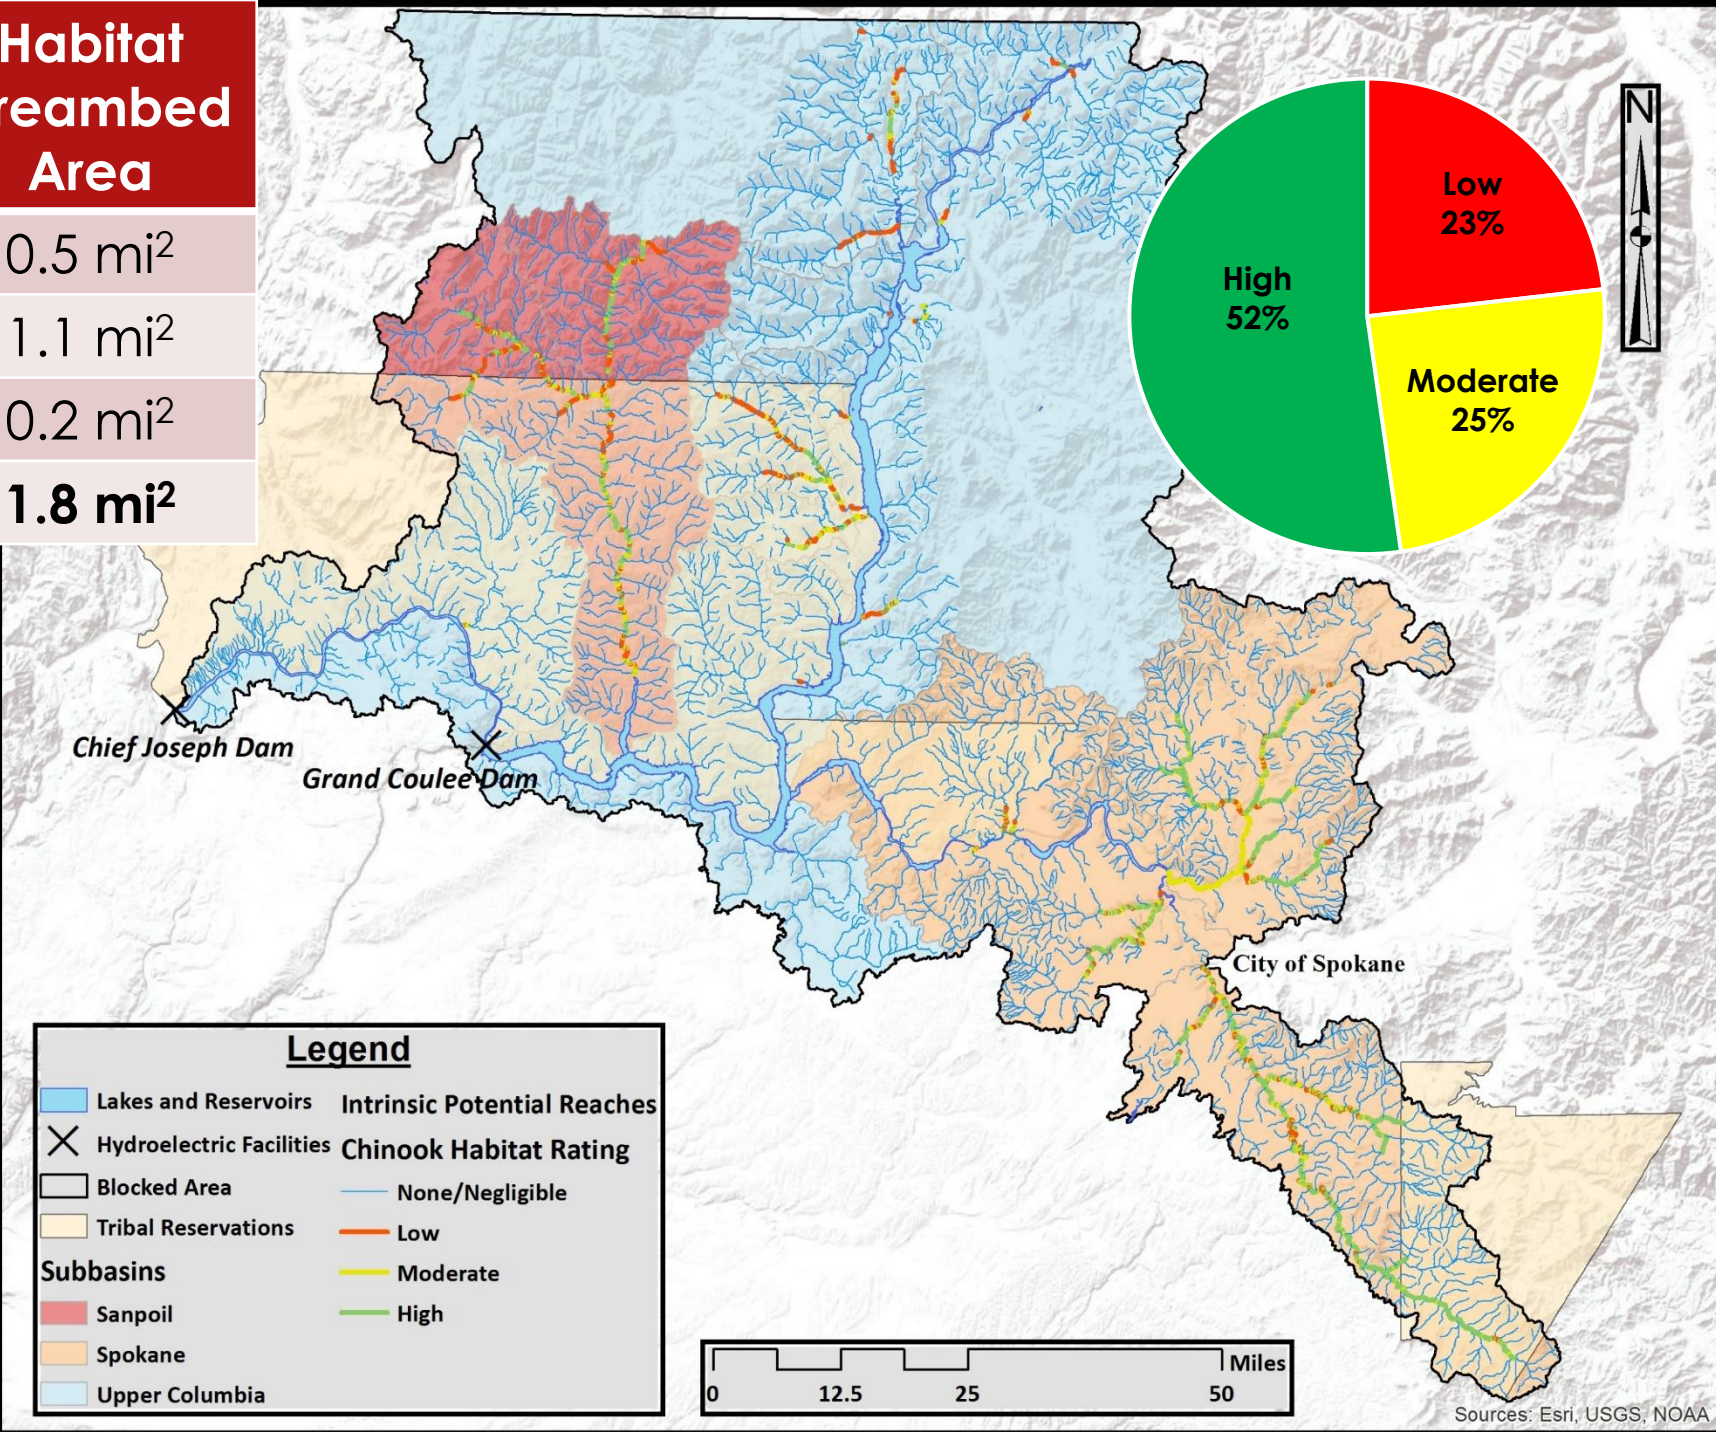 Habitat
reambed
Area
0.5 mi²
1.1 mi²
0.2 mi²
1.8 mi²
Low
23%
High
52%
Moderate
25%
N
Chief Joseph Dam
Grand Coulee Dam
City of Spokane
Legend
Lakes and Reservoirs
Hydroelectric Facilities
Blocked Area
Tribal Reservations
Subbasins
Sanpoil
Spokane
Upper Columbia
Intrinsic Potential Reaches
Chinook Habitat Rating
None/Negligible
Low
Moderate
High
Miles
0 12.5 25 50
Sources: Esri, USGS, NOAA